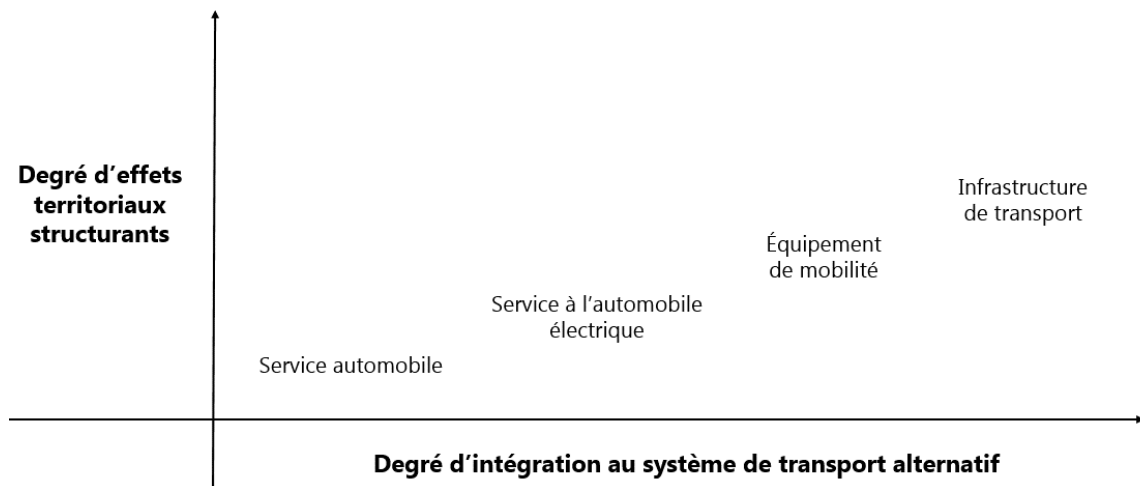 Degré d'effets
territoriaux
structurants
Infrastructure
de transport
Équipement
de mobilité
Service à l'automobile
électrique
Service automobile
Degré d'intégration au système de transport alternatif